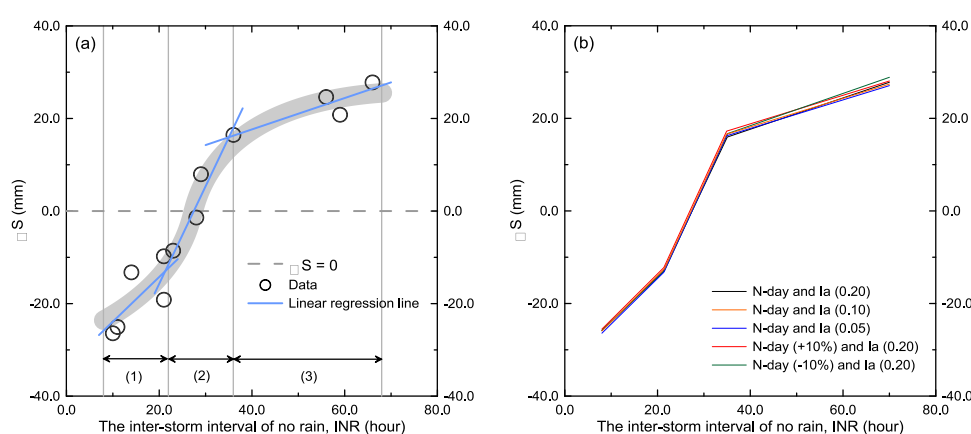 40.0
20.0
0.0
-20.0
-40.0
□ S (mm)
(a)
40.0
20.0
0.0
-20.0
-40.0
□ S = 0
Data
Linear regression line
(1) (2) (3)
0.0 20.0 40.0 60.0 80.0
The inter-storm interval of no rain, INR (hour)
40.0
20.0
0.0
-20.0
-40.0
□ S (mm)
(b)
40.0
20.0
0.0
-20.0
-40.0
N-day and Ia (0.20)
N-day and Ia (0.10)
N-day and Ia (0.05)
N-day (+10%) and Ia (0.20)
N-day (-10%) and Ia (0.20)
0.0 20.0 40.0 60.0 80.0
The inter-storm interval of no rain, INR (hour)